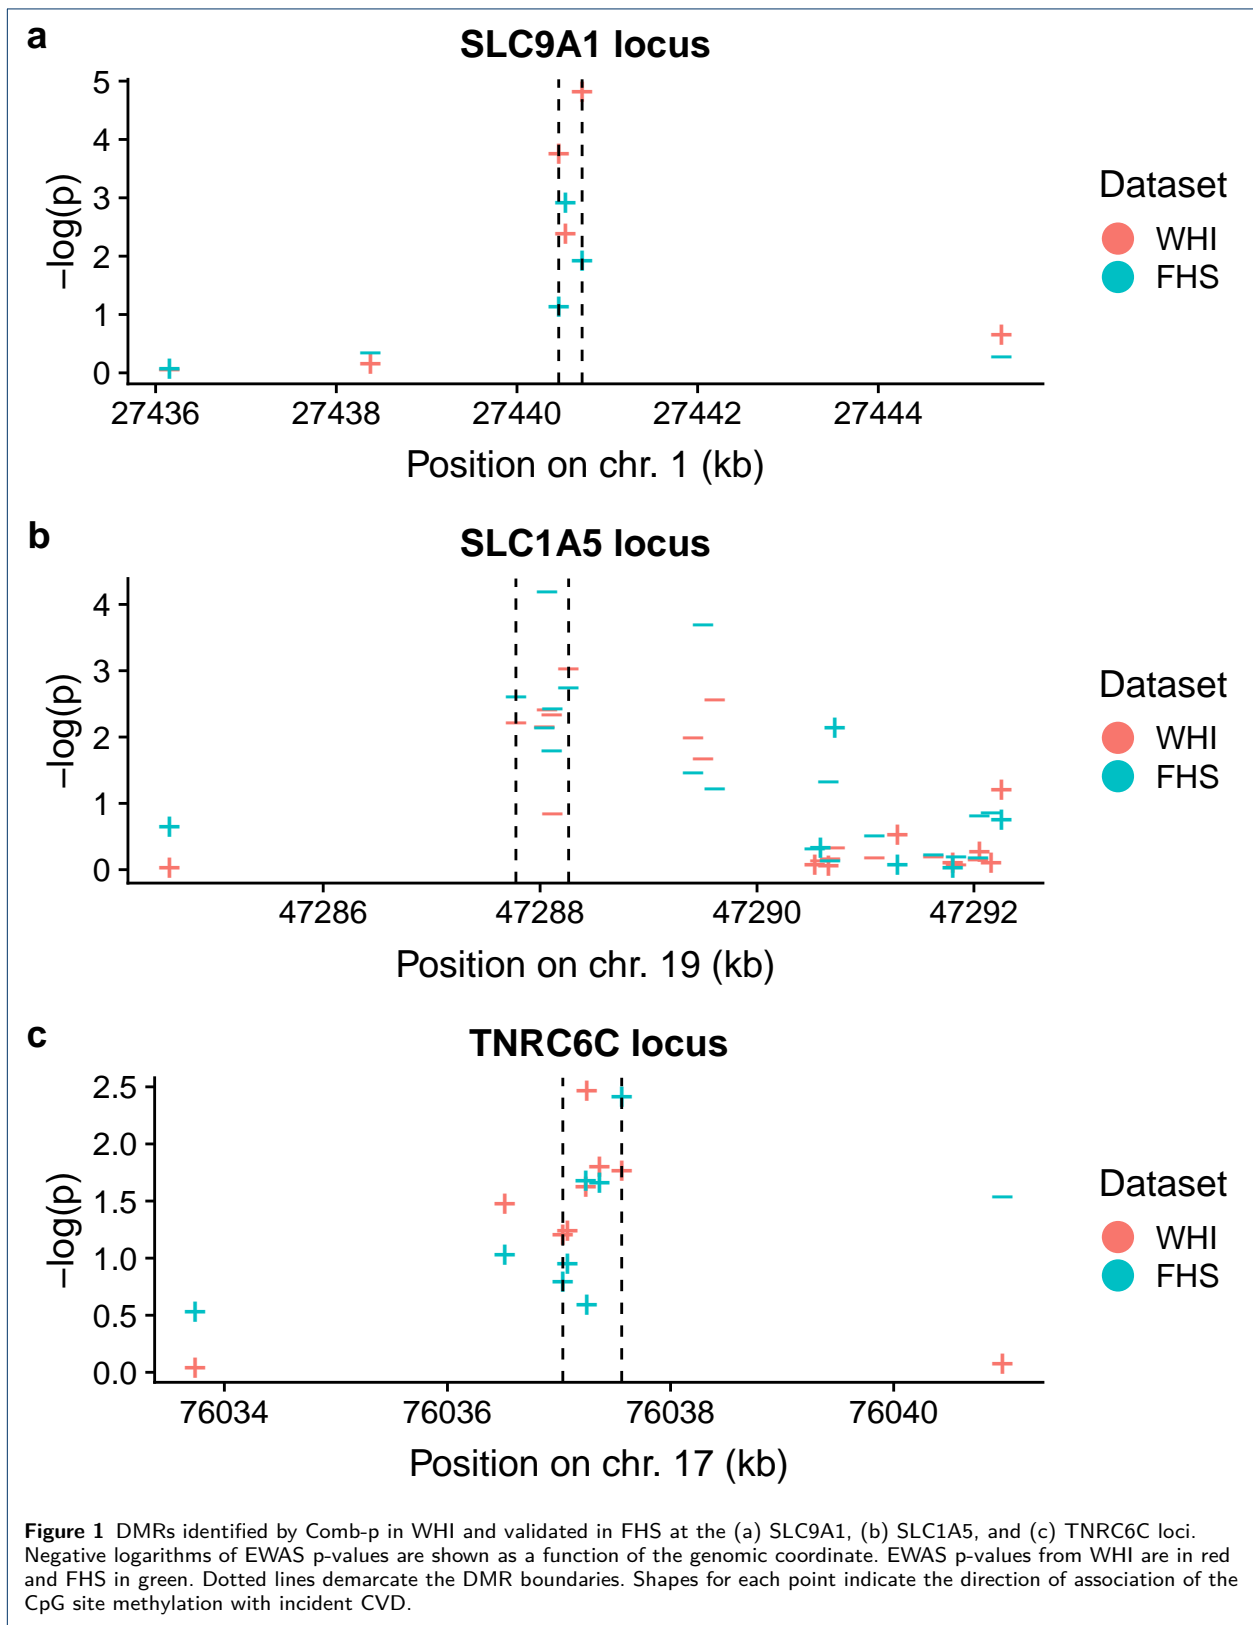 a
SLC9A1 locus
5
4
3
2
1
0
−log(p)
27436 27438 27440 27442 27444
Position on chr. 1 (kb)
Dataset
WHI
FHS
b
SLC1A5 locus
4
3
2
1
0
−log(p)
47286 47288 47290 47292
Position on chr. 19 (kb)
Dataset
WHI
FHS
c
TNRC6C locus
2.5
2.0
1.5
1.0
0.5
0.0
−log(p)
76034 76036 76038 76040
Position on chr. 17 (kb)
Dataset
WHI
FHS
Figure 1 DMRs identified by Comb-p in WHI and validated in FHS at the (a) SLC9A1, (b) SLC1A5, and (c) TNRC6C loci.
Negative logarithms of EWAS p-values are shown as a function of the genomic coordinate. EWAS p-values from WHI are in red
and FHS in green. Dotted lines demarcate the DMR boundaries. Shapes for each point indicate the direction of association of the
CpG site methylation with incident CVD.